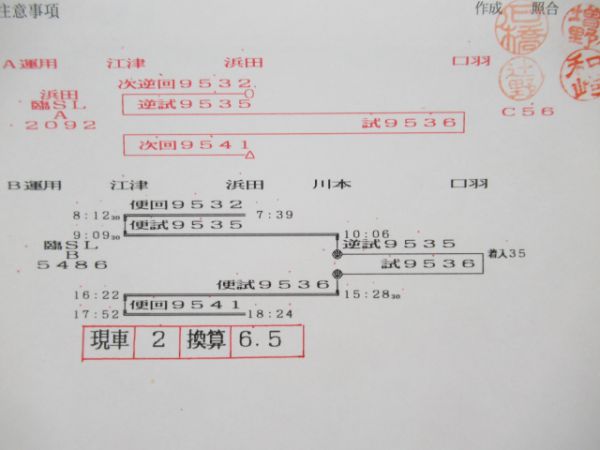 注意事項 作成 照合
A運用 江津 浜田 口羽
次逆回9532
浜田
臨SL 逆試9535
A
2092 試9536 C56
次回9541
B運用 江津 浜田 川本 口羽
便回9532
8:12 30 7:39
便試9535
9:09 30 10:06
臨SL 逆試9535
B 着入35
5486 試9536
便試9536
16:22 15:28 30
便回9541
17:52 18:24
現車 2 換算 6.5